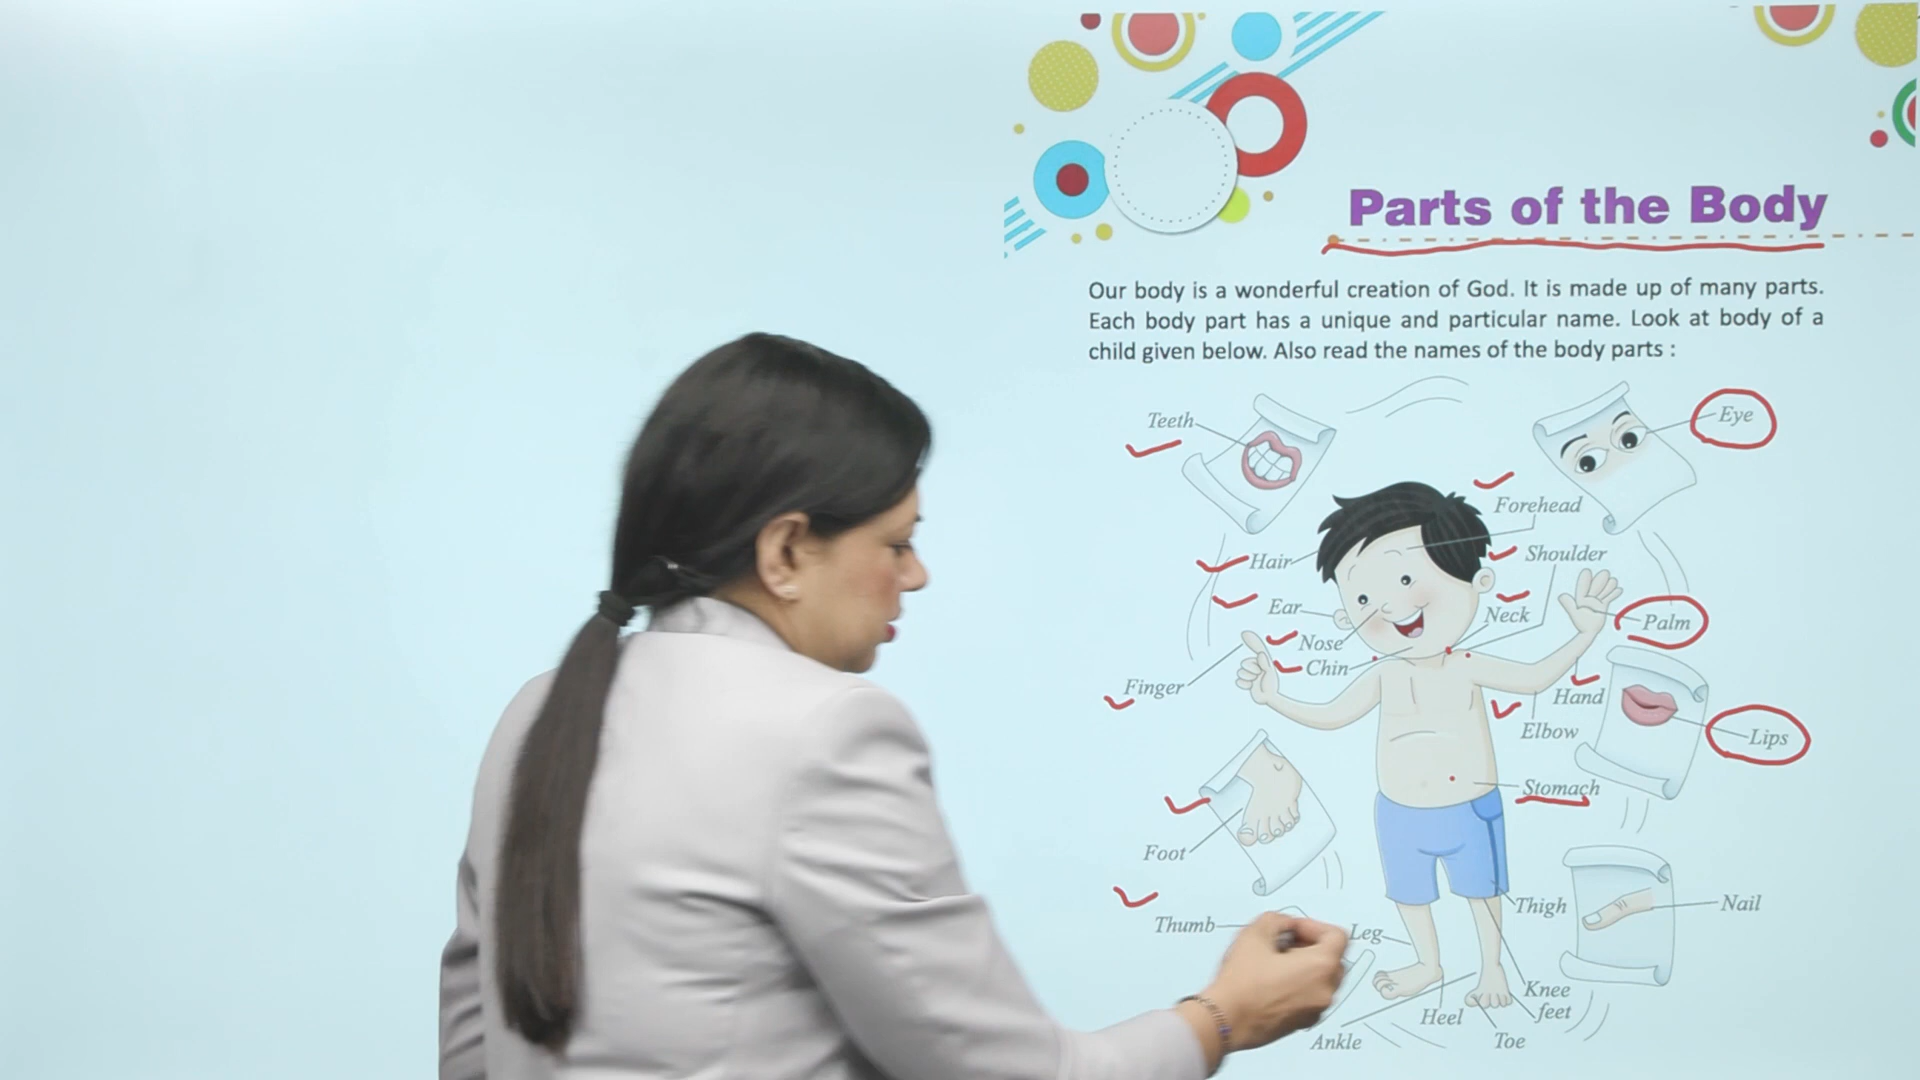 Parts of the Body
Our body is a wonderful creation of God. It is made up of many parts.
Each body part has a unique and particular name. Look at body of a
child given below. Also read the names of the body parts :
Teeth
Eye
Forehead
Hair
Shoulder
Ear
Neck
Palm
Nose
Chin
Finger
Hand
Elbow
Lips
Stomach
Foot
Thigh
Nail
Thumb
Leg
Knee
feet
Heel
Ankle
Toe